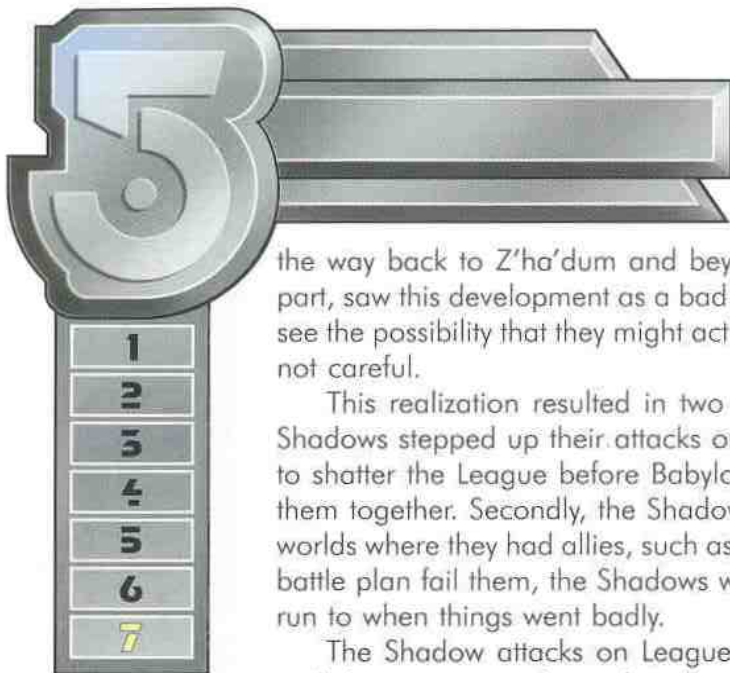 5
the way back to Z'ha'dum and bey
part, saw this development as a bad
see the possibility that they might act
not careful.
This realization resulted in two
Shadows stepped up their attacks o
to shatter the League before Babylo
them together. Secondly, the Shadov
worlds where they had allies, such as
battle plan fail them, the Shadows w
run to when things went badly.
The Shadow attacks on League
1
2
3
4
5
6
7